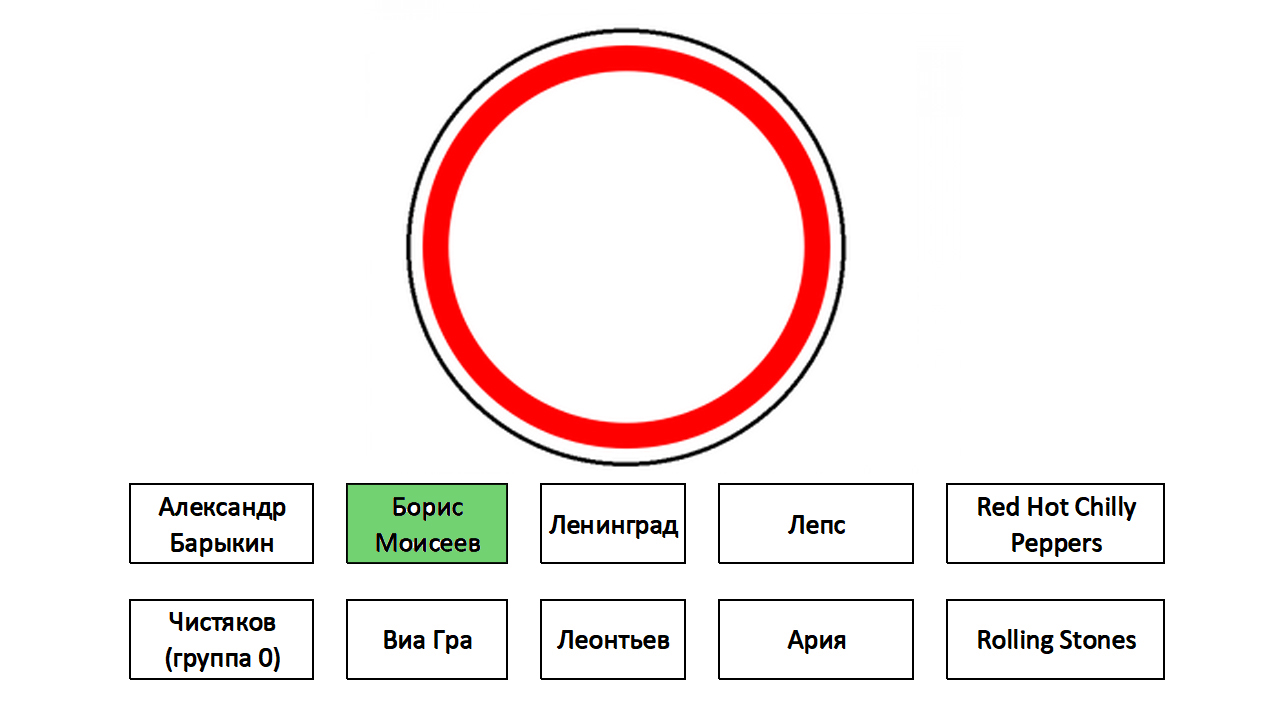 Александр
Барыкин
Борис
Моисеев
Ленинград
Лепс
Red Hot Chilly
Peppers
Чистяков
(группа 0)
Виа Гра
Леонтьев
Ария
Rolling Stones